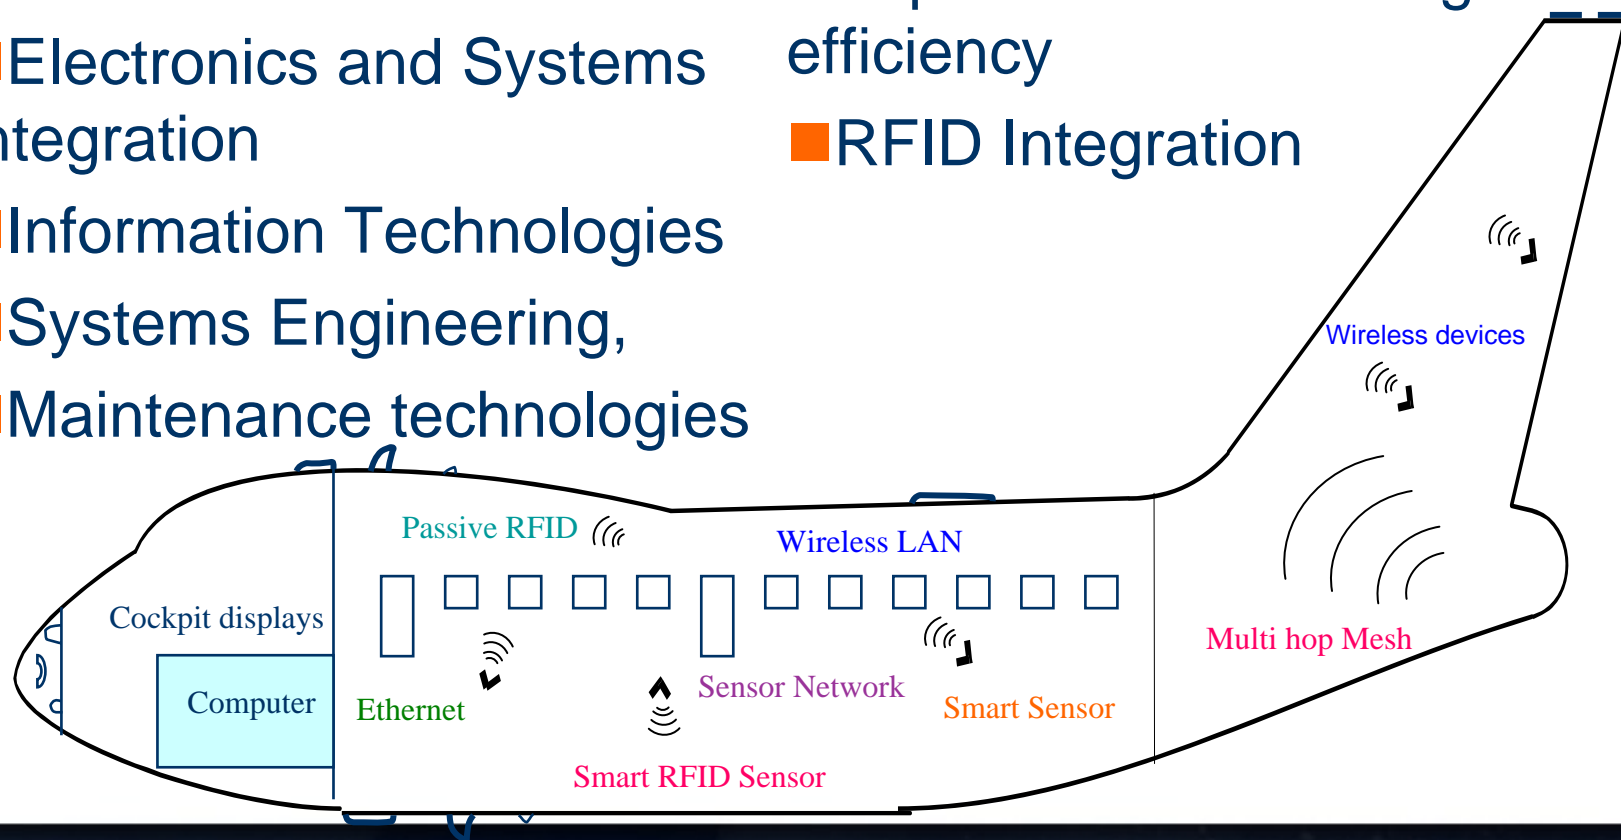 Electronics and Systems
ntegration
Information Technologies
Systems Engineering,
Maintenance technologies
efficiency
RFID Integration
Wireless devices
Passive RFID
Wireless LAN
Cockpit displays
Multi hop Mesh
Computer
Ethernet
Sensor Network
Smart Sensor
Smart RFID Sensor